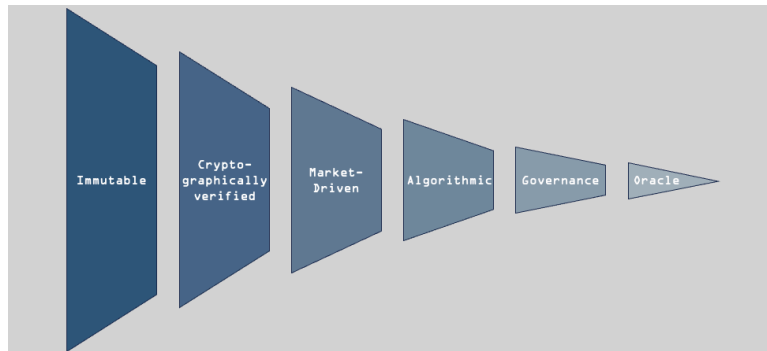 Immutable
Crypto-
graphically
verified
Market-
Driven
Algorithmic
Governance
Oracle